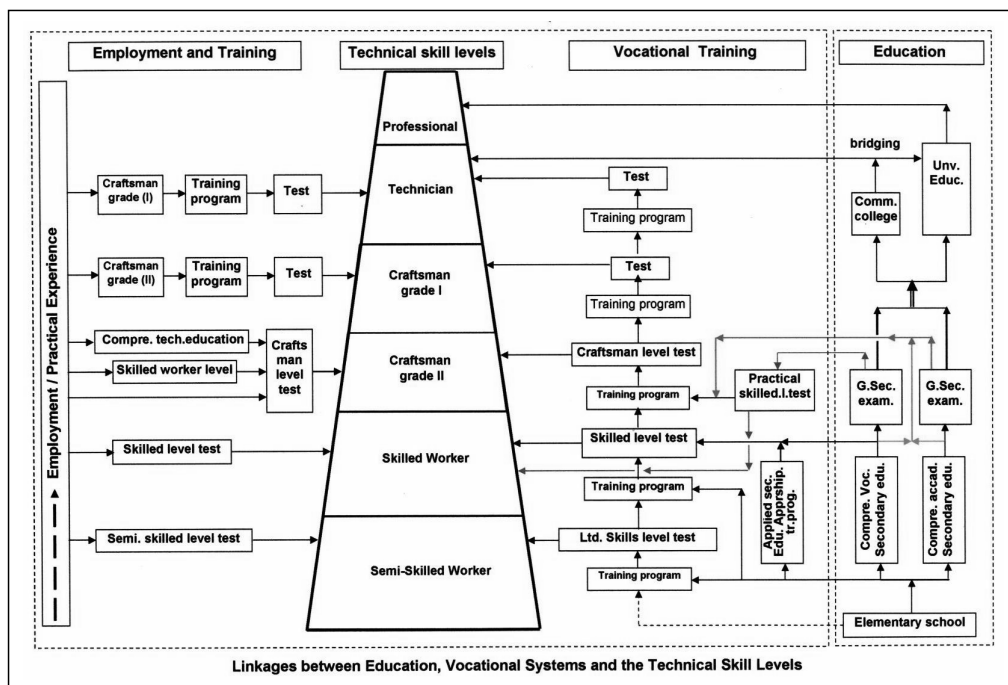 Employment and Training
Technical skill levels
Vocational Training
Education
Employment / Practical Experience
Professional
Technician
Craftsman
grade I
Craftsman
grade II
Skilled Worker
Semi-Skilled Worker
Craftsman
grade (I)
Training
program
Test
Craftsman
grade (II)
Training
program
Test
Compre. tech.education
Skilled worker level
Crafts
man
level
test
Skilled level test
Semi. skilled level test
Test
Training program
Test
Training program
Craftsman level test
Training program
Skilled level test
Training program
Ltd. Skills level test
Training program
Practical
skilled.l.test
Applied sec.
Edu. Apprship.
tr.prog.
bridging
Unv.
Educ.
Comm.
college
G.Sec.
exam.
G.Sec.
exam.
Compre. Voc.
Secondary edu.
Compre. accad.
Secondary edu.
Elementary school
Linkages between Education, Vocational Systems and the Technical Skill Levels